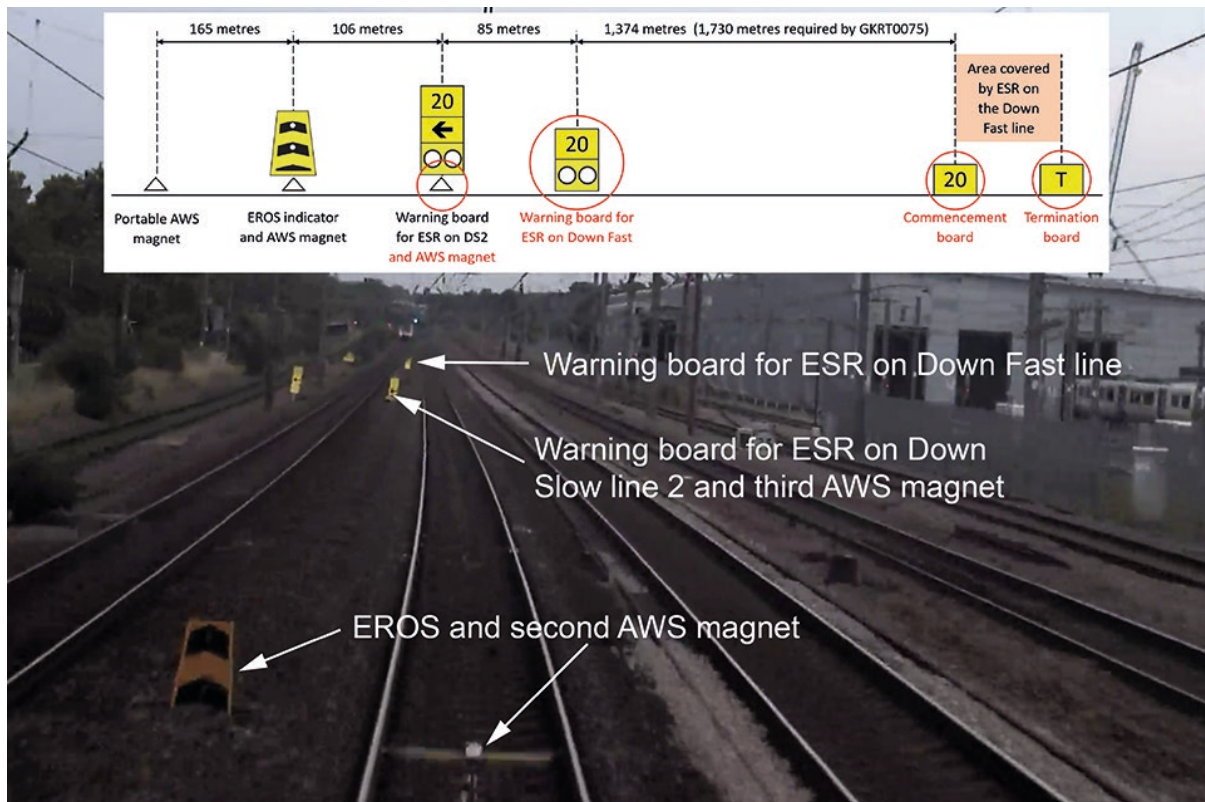 165 metres
106 metres
85 metres
1,374 metres (1,730 metres required by GKRT0075)
Area covered
by ESR on
the Down
Fast line
20
20
20
T
Portable AWS
magnet
EROS indicator
and AWS magnet
Warning board
for ESR on DS2
and AWS magnet
Warning board for
ESR on Down Fast
Commencement
board
Termination
board
Warning board for ESR on Down Fast line
Warning board for ESR on Down
Slow line 2 and third AWS magnet
EROS and second AWS magnet